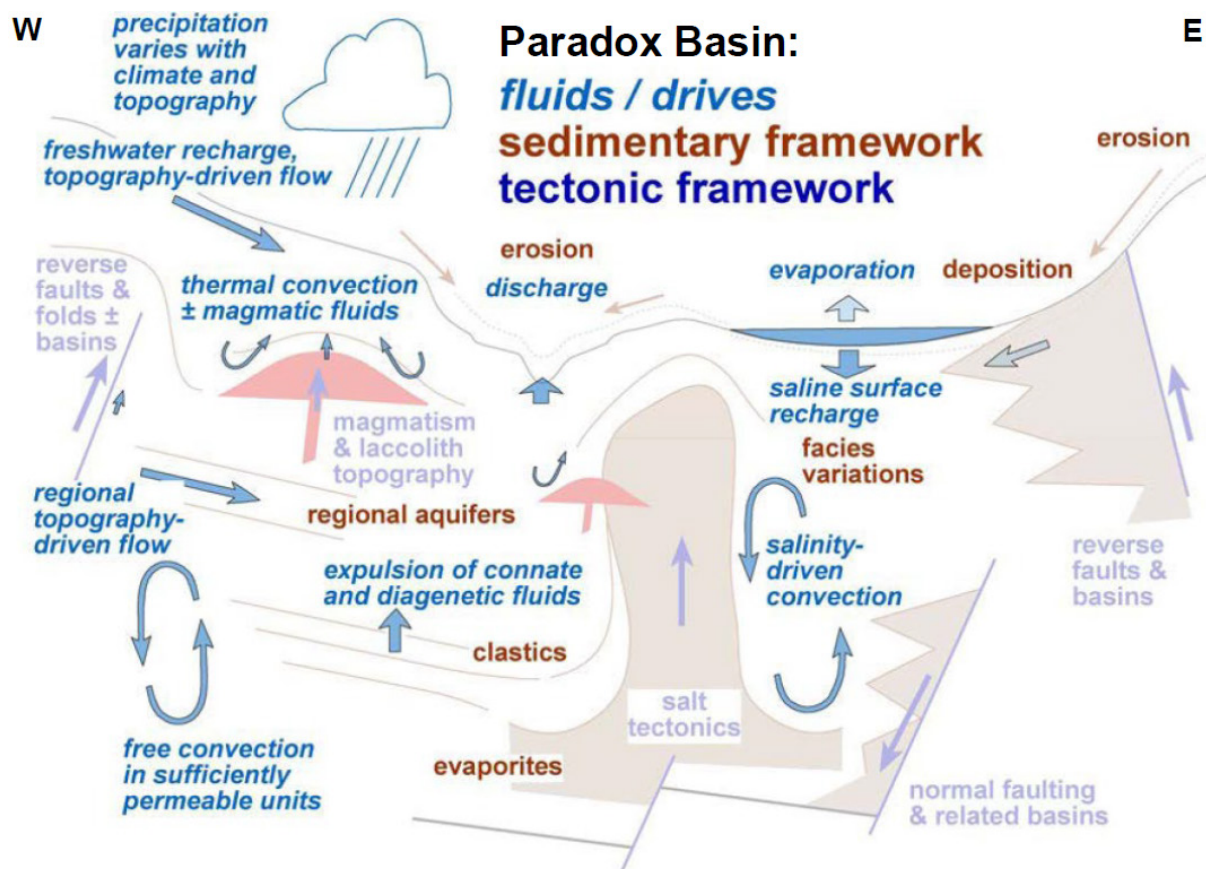 W
E
precipitation
varies with
climate and
topography
Paradox Basin:
fluids / drives
sedimentary framework
tectonic framework
freshwater recharge,
topography-driven flow
erosion
erosion
discharge
evaporation
deposition
reverse
faults &
folds ±
basins
thermal convection
± magmatic fluids
magmatism
& laccolith
topography
saline surface
recharge
facies
variations
regional
topography-
driven flow
regional aquifers
expulsion of connate
and diagenetic fluids
salinity-
driven
convection
reverse
faults &
basins
clastics
salt
tectonics
free convection
in sufficiently
permeable units
evaporites
normal faulting
& related basins